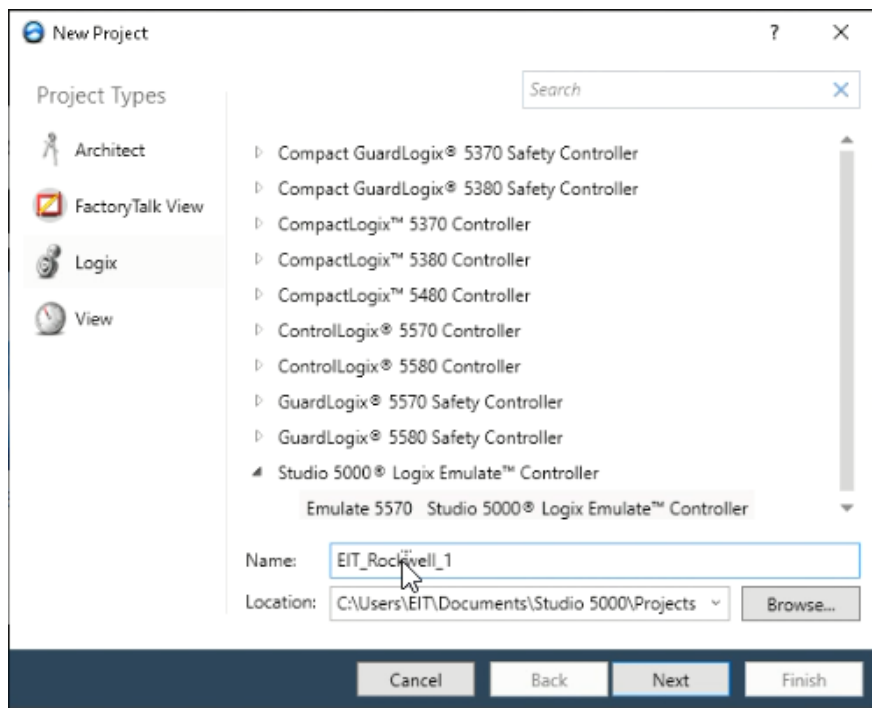 New Project
?
Project Types
Search
Architect
FactoryTalk View
Logix
View
Compact GuardLogix® 5370 Safety Controller
Compact GuardLogix® 5380 Safety Controller
CompactLogix™ 5370 Controller
CompactLogix™ 5380 Controller
CompactLogix™ 5480 Controller
ControlLogix® 5570 Controller
ControlLogix® 5580 Controller
GuardLogix® 5570 Safety Controller
GuardLogix® 5580 Safety Controller
Studio 5000® Logix Emulate™ Controller
Emulate 5570 Studio 5000® Logix Emulate™ Controller
Name: EIT_Rockwell_1
Location: C:\Users\EIT\Documents\Studio 5000\Projects Browse...
Cancel Back Next Finish